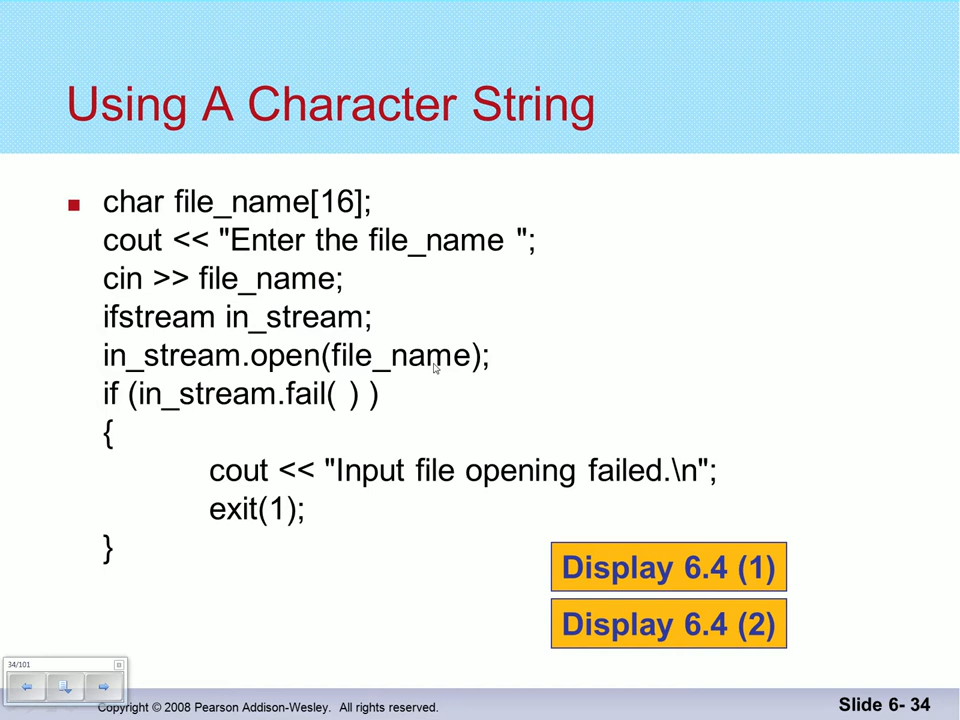 Using A Character String
char file_name[16];
cout << "Enter the file_name ";
cin >> file_name;
ifstream in_stream;
in_stream.open(file_name);
if (in_stream.fail( ) )
{
cout << "Input file opening failed.\n";
exit(1);
}
Display 6.4 (1)
Display 6.4 (2)
34/101
Copyright © 2008 Pearson Addison-Wesley. All rights reserved.
Slide 6- 34